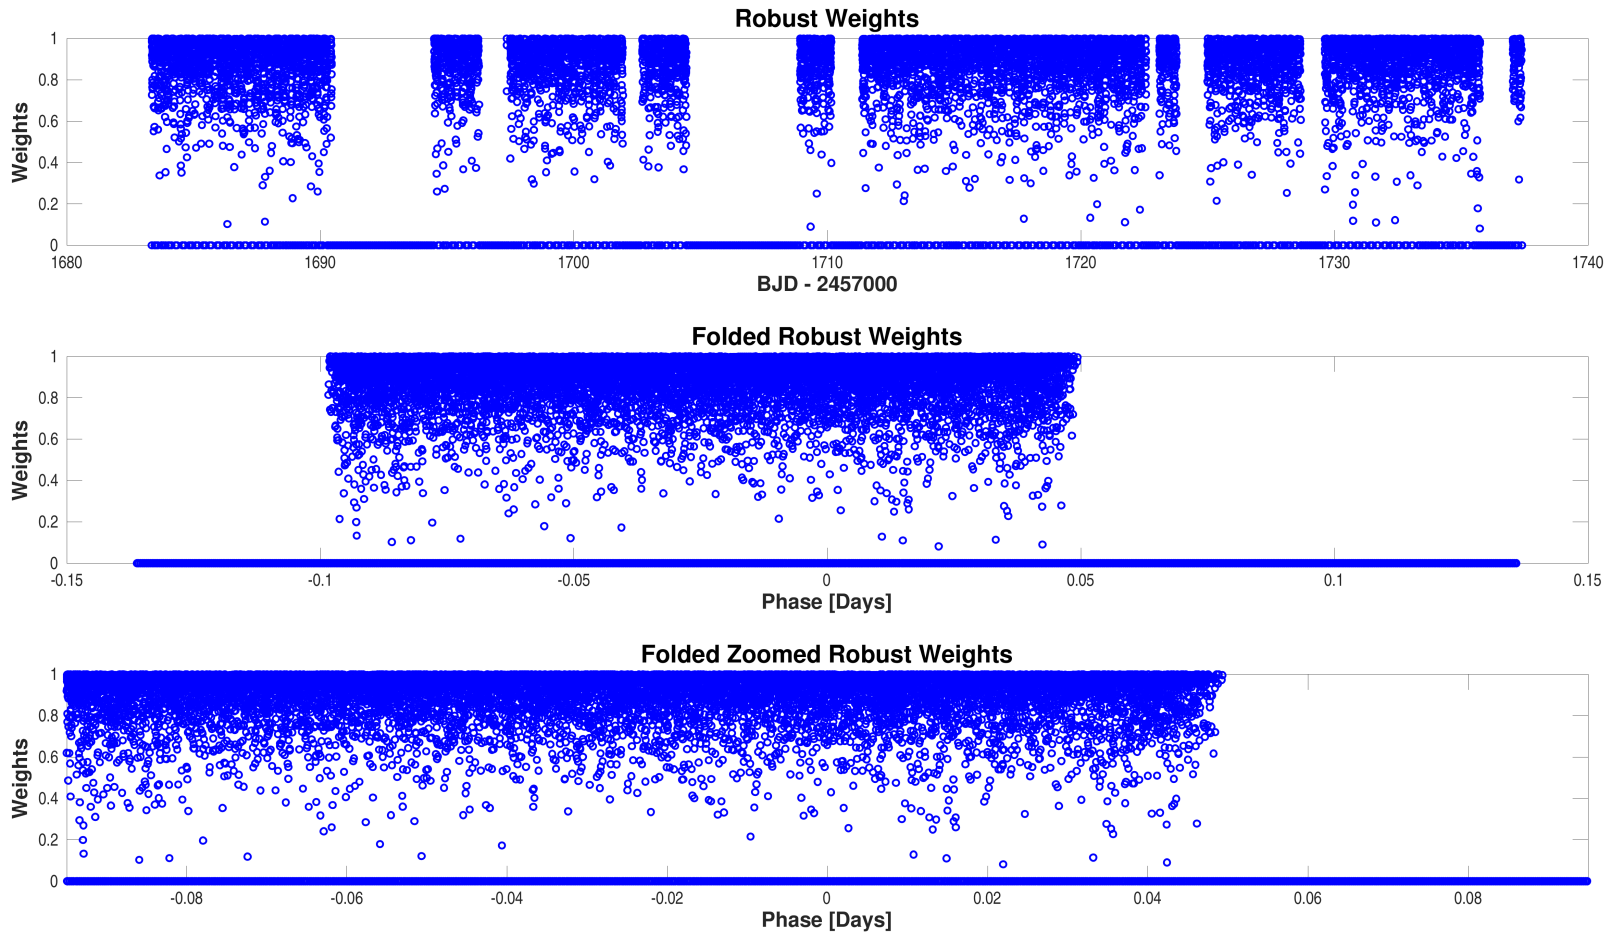 Robust Weights
1
0.8
0.6
0.4
0.2
0
Weights
1680 1690 1700 1710 1720 1730 1740
BJD - 2457000
Folded Robust Weights
1
0.8
0.6
0.4
0.2
0
Weights
-0.15 -0.1 -0.05 0 0.05 0.1 0.15
Phase [Days]
Folded Zoomed Robust Weights
1
0.8
0.6
0.4
0.2
0
Weights
-0.08 -0.06 -0.04 -0.02 0 0.02 0.04 0.06 0.08
Phase [Days]